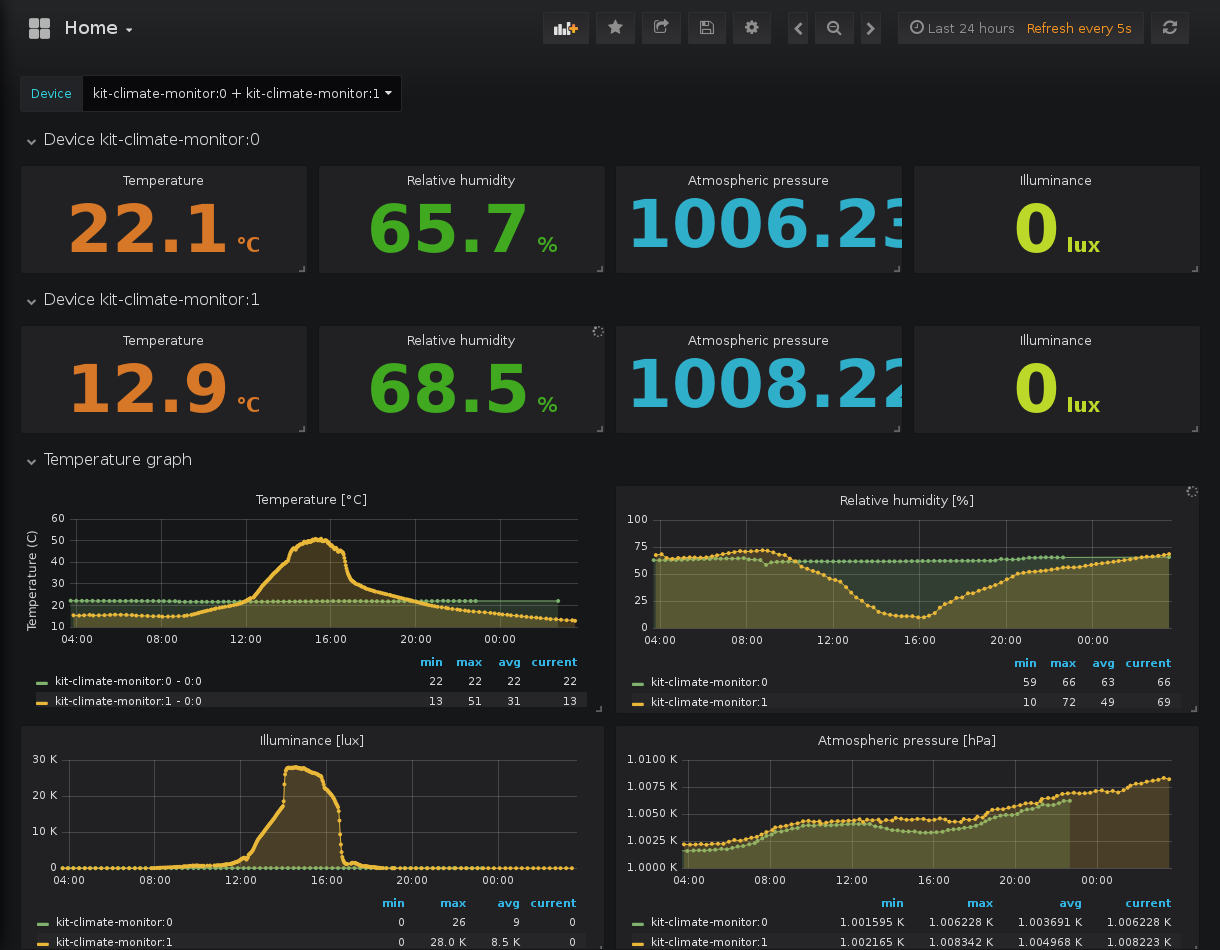 Home
Last 24 hours Refresh every 5s
Device kit-climate-monitor:0 + kit-climate-monitor:1
Device kit-climate-monitor:0
Temperature Relative humidity Atmospheric pressure Illuminance
22.1 °C 65.7 % 1006.23 0 lux
Device kit-climate-monitor:1
Temperature Relative humidity Atmospheric pressure Illuminance
12.9 °C 68.5 % 1008.22 0 lux
Temperature graph
Temperature [°C]
Temperature (C)
60
50
40
30
20
10
04:00 08:00 12:00 16:00 20:00 00:00
min max avg current
kit-climate-monitor:0 - 0:0 22 22 22 22
kit-climate-monitor:1 - 0:0 13 51 31 13
Relative humidity [%]
100
75
50
25
0
04:00 08:00 12:00 16:00 20:00 00:00
min max avg current
kit-climate-monitor:0 59 66 63 66
kit-climate-monitor:1 10 72 49 69
Illuminance [lux]
30 K
20 K
10 K
0
04:00 08:00 12:00 16:00 20:00 00:00
min max avg current
kit-climate-monitor:0 0 26 9 0
kit-climate-monitor:1 0 28.0 K 8.5 K 0
Atmospheric pressure [hPa]
1.0100 K
1.0075 K
1.0050 K
1.0025 K
1.0000 K
04:00 08:00 12:00 16:00 20:00 00:00
min max avg current
kit-climate-monitor:0 1.001595 K 1.006228 K 1.003691 K 1.006228 K
kit-climate-monitor:1 1.002165 K 1.008342 K 1.004968 K 1.008223 K